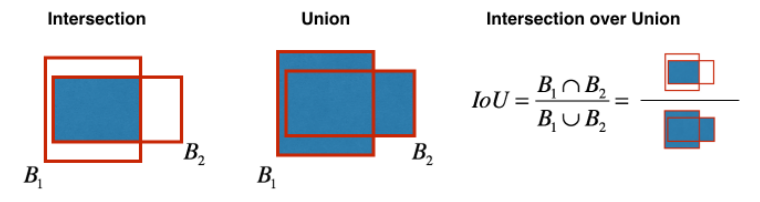 Intersection
Union
Intersection over Union
B₁
B₂
B₁
B₂
IoU = B₁ ∩ B₂ =
B₁ ∪ B₂